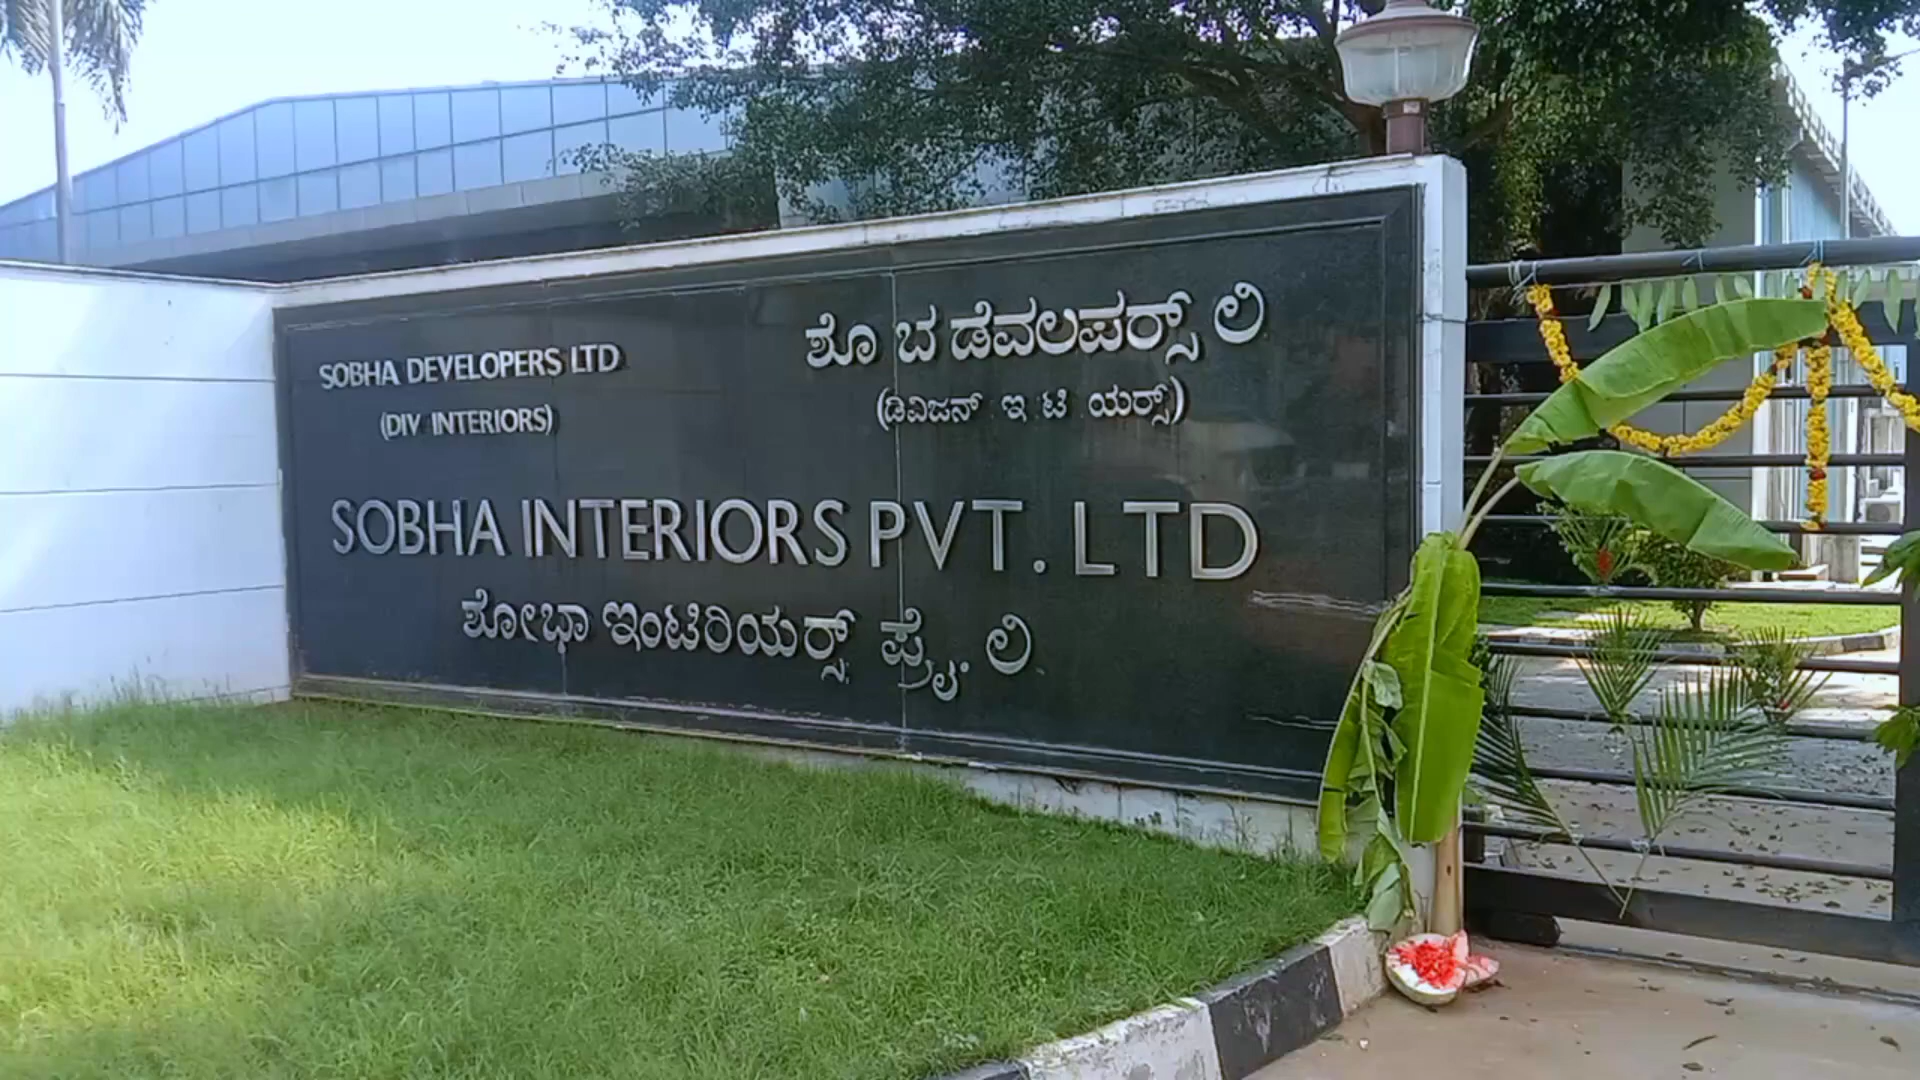 SOBHA DEVELOPERS LTD
(DIV INTERIORS)
ಶೊ ಬ ಡೆವಲಪರ್ಸ್ ಲಿ
(ಡಿವಿಜನ್ ಇ ಟಿ ಯರ್ಸ್)
SOBHA INTERIORS PVT. LTD
ಶೋಭಾ ಇಂಟಿರಿಯರ್ಸ್ ಪ್ರೈ. ಲಿ